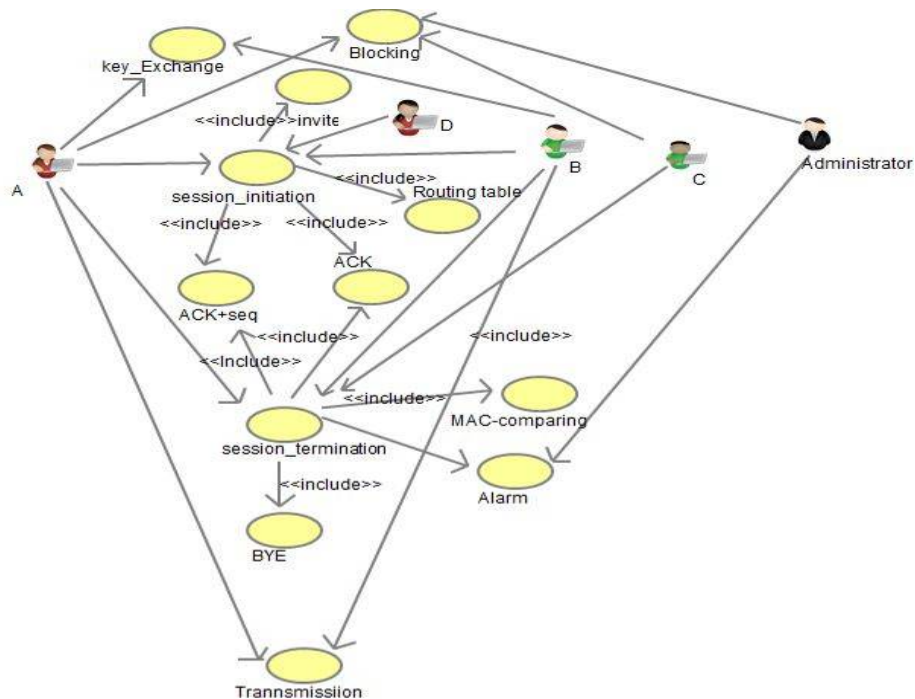 Blocking
key_Exchange
<<include>>invite
D
A
B
C
Administrator
<<include>>
session_initiation
Routing table
<<include>>
<<include>>
ACK
ACK+seq
<<include>>
<<include>>
<<Include>>
<<include>>
MAC-comparing
session_termination
<<include>>
Alarm
BYE
Trannsmissiion